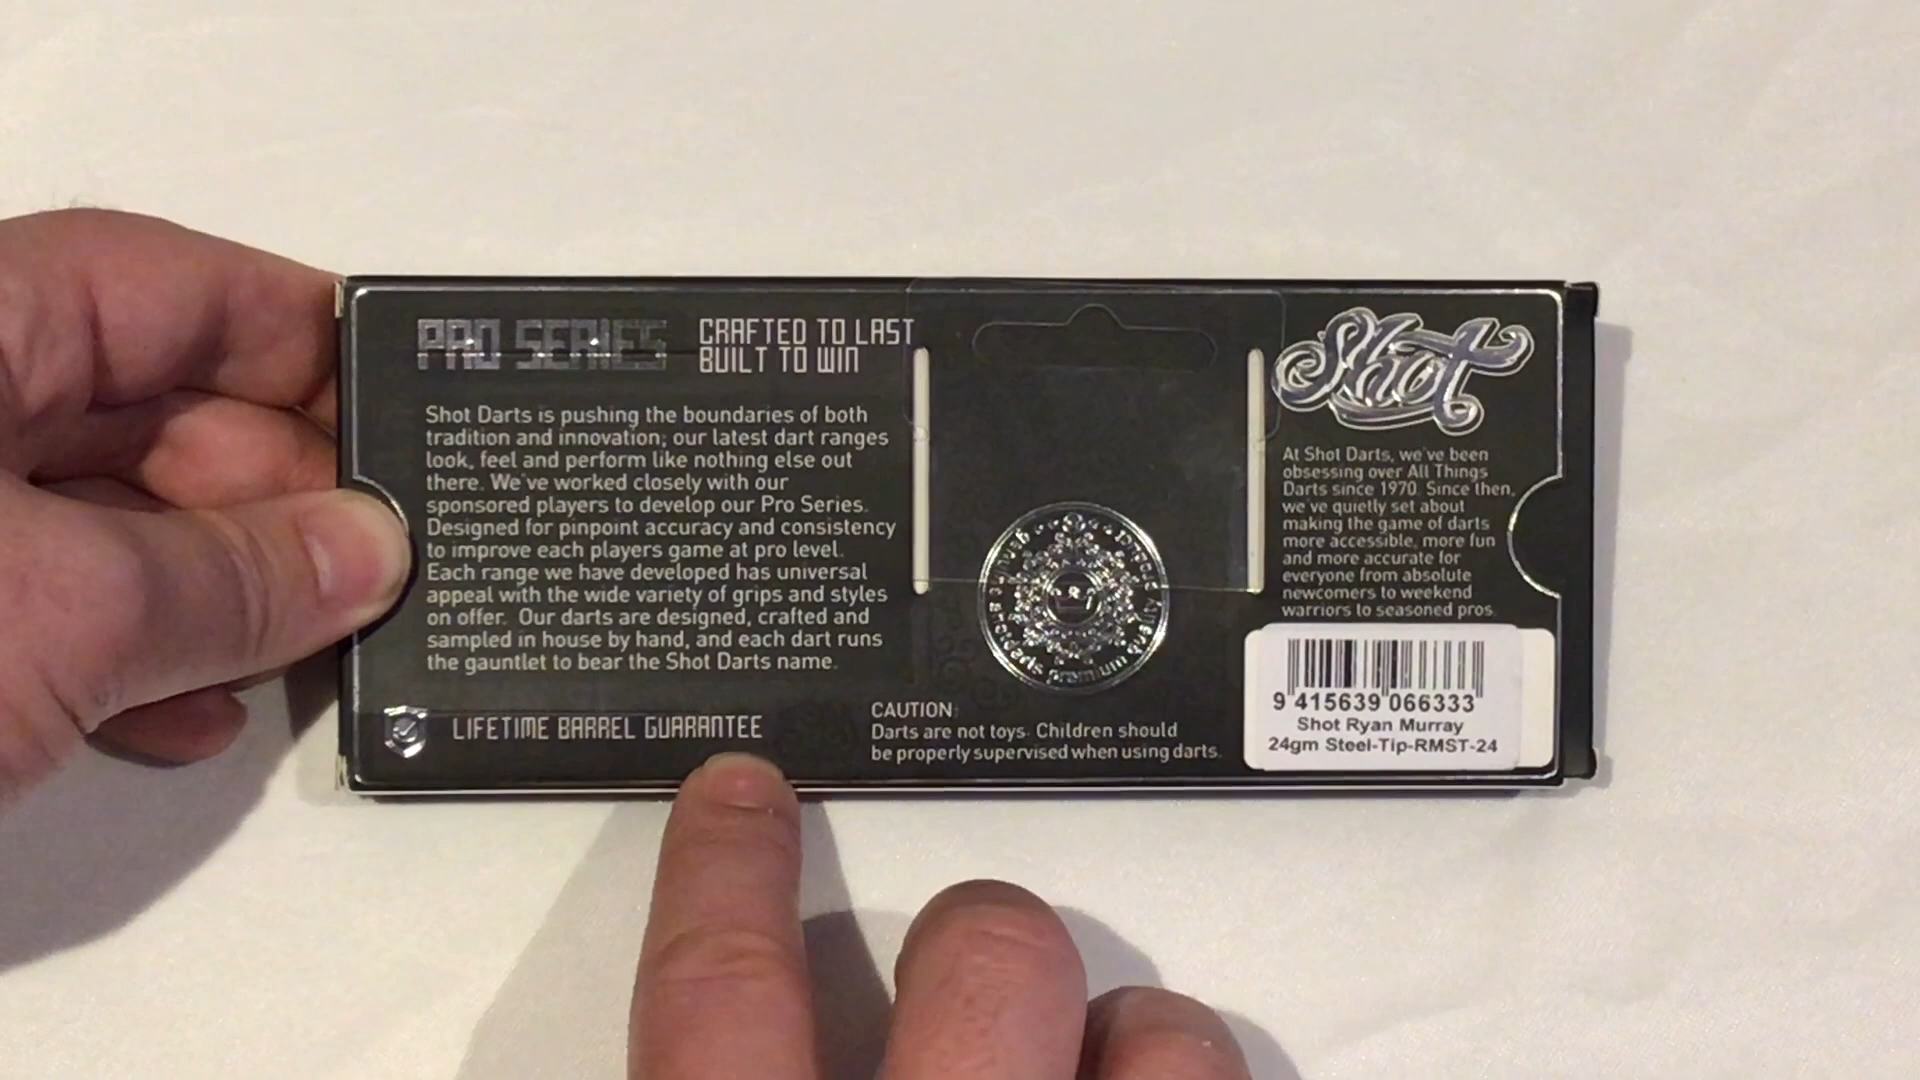 PRO SERIES
CRAFTED TO LAST
BUILT TO WIN
Shot Darts is pushing the boundaries of both
tradition and innovation; our latest dart ranges
look, feel and perform like nothing else out
there. We've worked closely with our
sponsored players to develop our Pro Series.
Designed for pinpoint accuracy and consistency
to improve each players game at pro level.
Each range we have developed has universal
appeal with the wide variety of grips and styles
on offer. Our darts are designed, crafted and
sampled in house by hand, and each dart runs
the gauntlet to bear the Shot Darts name.
LIFETIME BARREL GUARANTEE
CAUTION:
Darts are not toys. Children should
be properly supervised when using darts.
premium quality
Shot
At Shot Darts, we've been
obsessing over All Things
Darts since 1970. Since then,
we've quietly set about
making the game of darts
more accessible, more fun
and more accurate for
everyone from absolute
newcomers to weekend
warriors to seasoned pros.
9 415639 066333
Shot Ryan Murray
24gm Steel-Tip-RMST-24